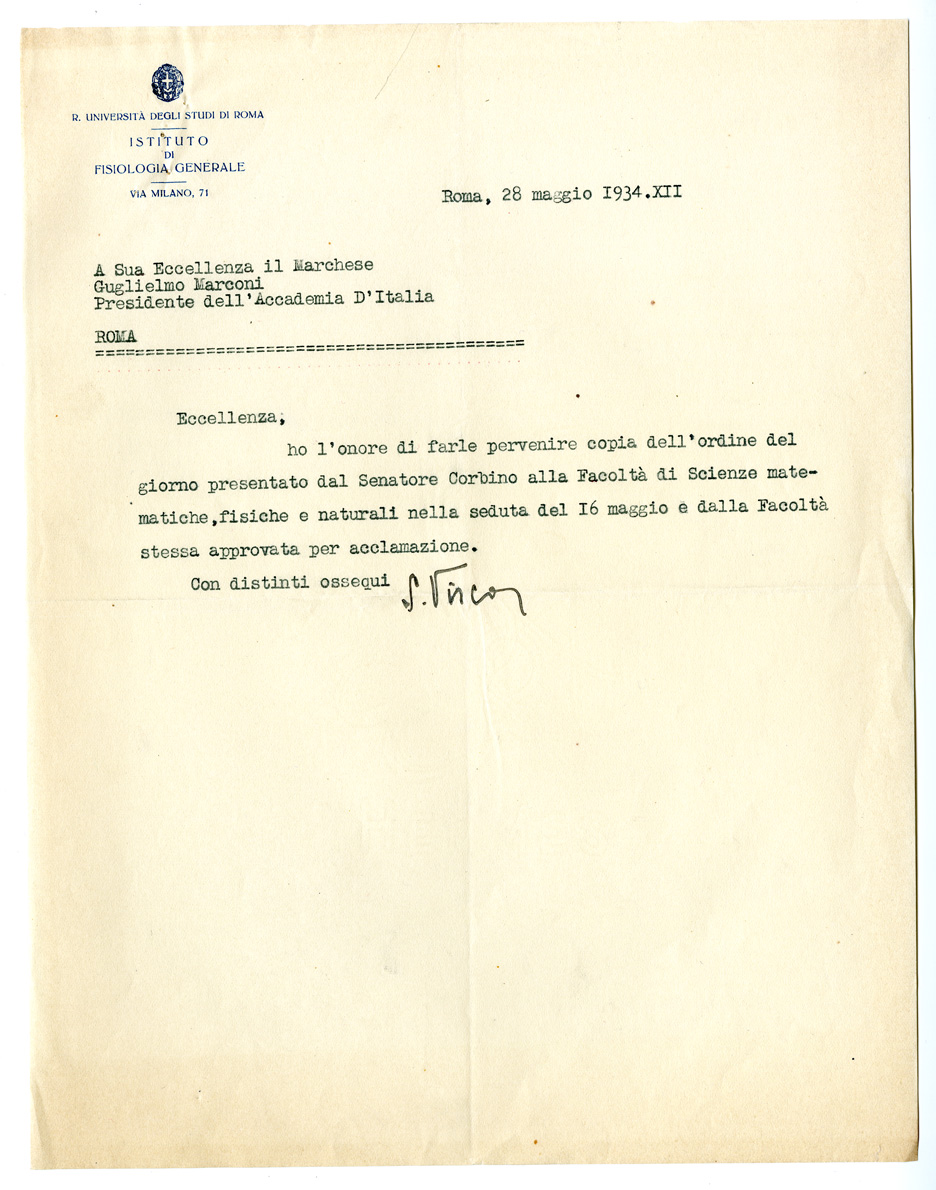 R. UNIVERSITÀ DEGLI STUDI DI ROMA
ISTITUTO
DI
FISIOLOGIA GENERALE
VIA MILANO, 71
Roma, 28 maggio I934.XII
A Sua Eccellenza il Marchese
Guglielmo Marconi
Presidente dell'Accademia D'Italia
ROMA
===================================================
Eccellenza,
ho l'onore di farle pervenire copia dell'ordine del
giorno presentato dal Senatore Corbino alla Facoltà di Scienze mate-
matiche,fisiche e naturali nella seduta del I6 maggio e dalla Facoltà
stessa approvata per acclamazione.
Con distinti ossequi
S. Visco